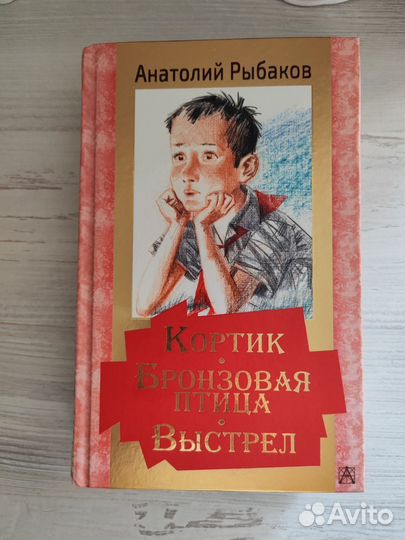 Анатолий Рыбаков
Кортик
Бронзовая
птица
Выстрел
Avito